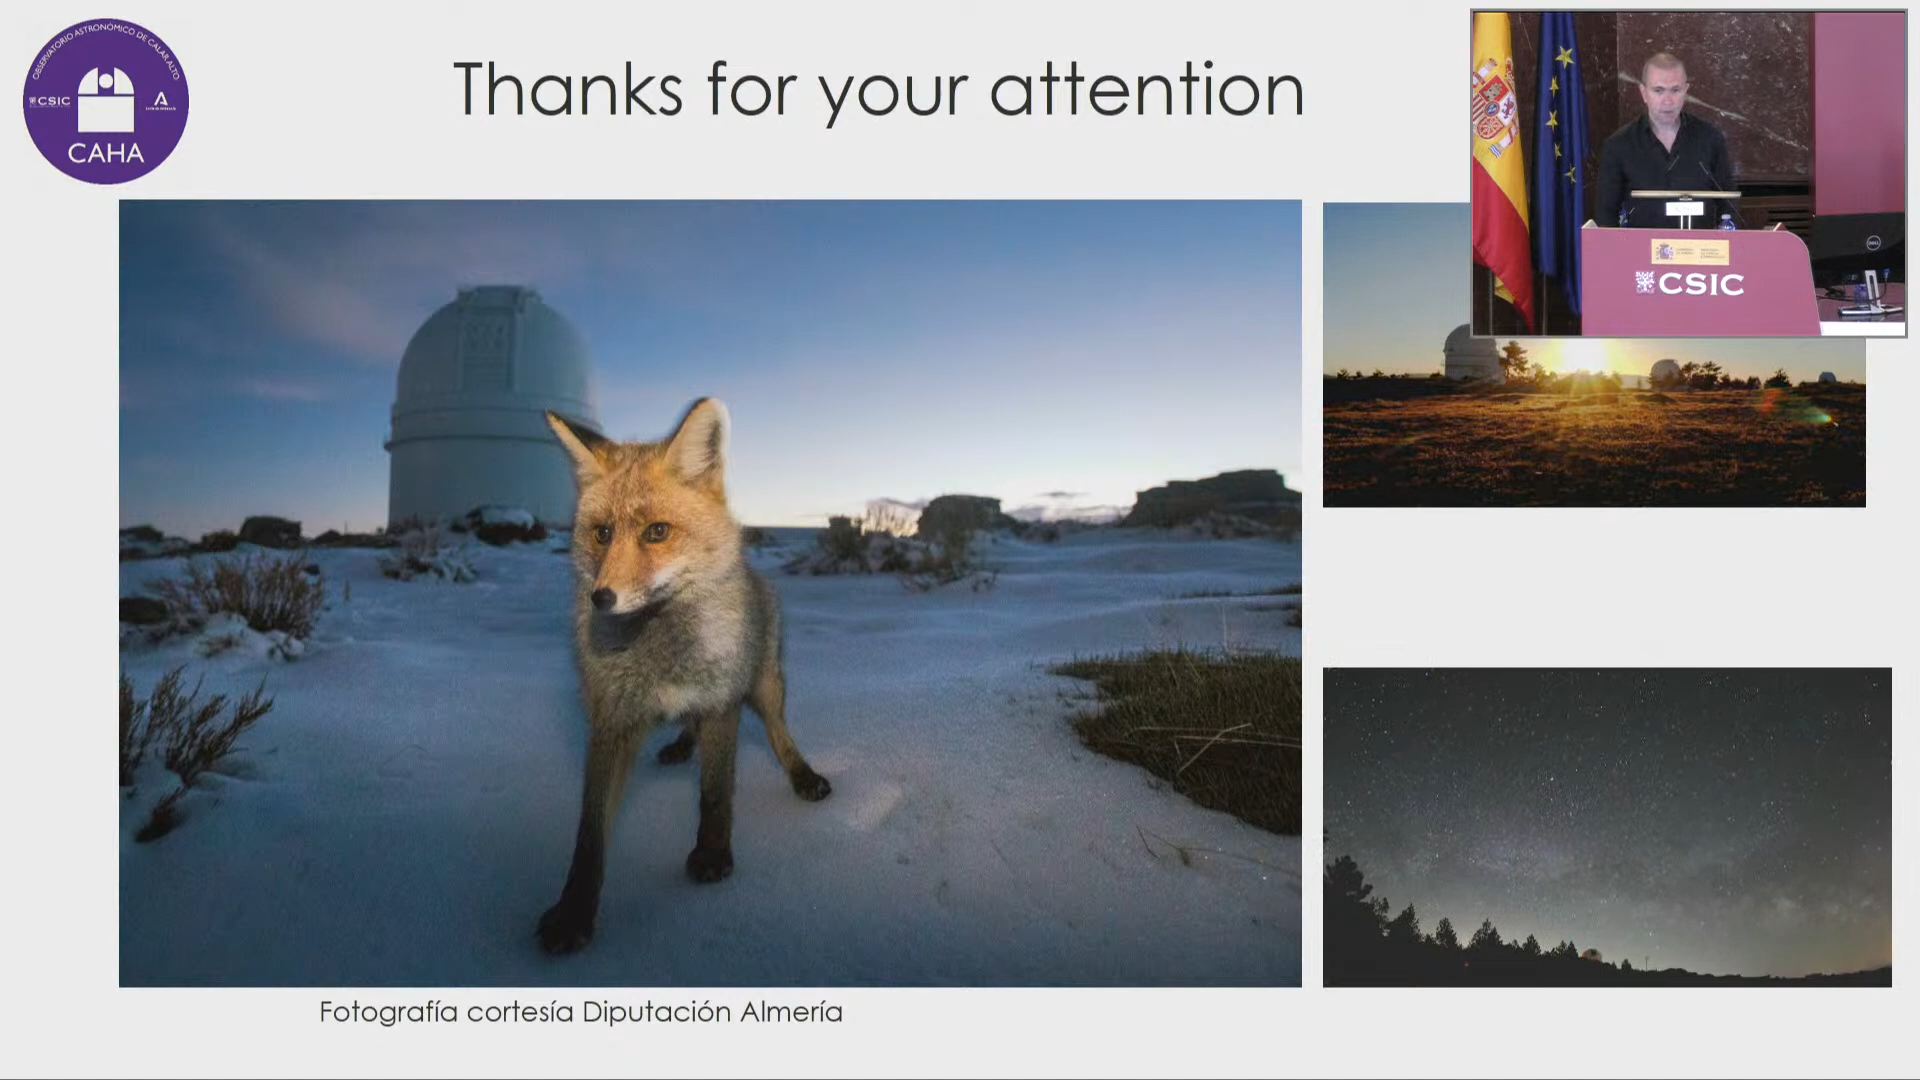 OBSERVATORIO ASTRONÓMICO DE CALAR ALTO
CSIC
CAHA
Thanks for your attention
CSIC
Fotografía cortesía Diputación Almería